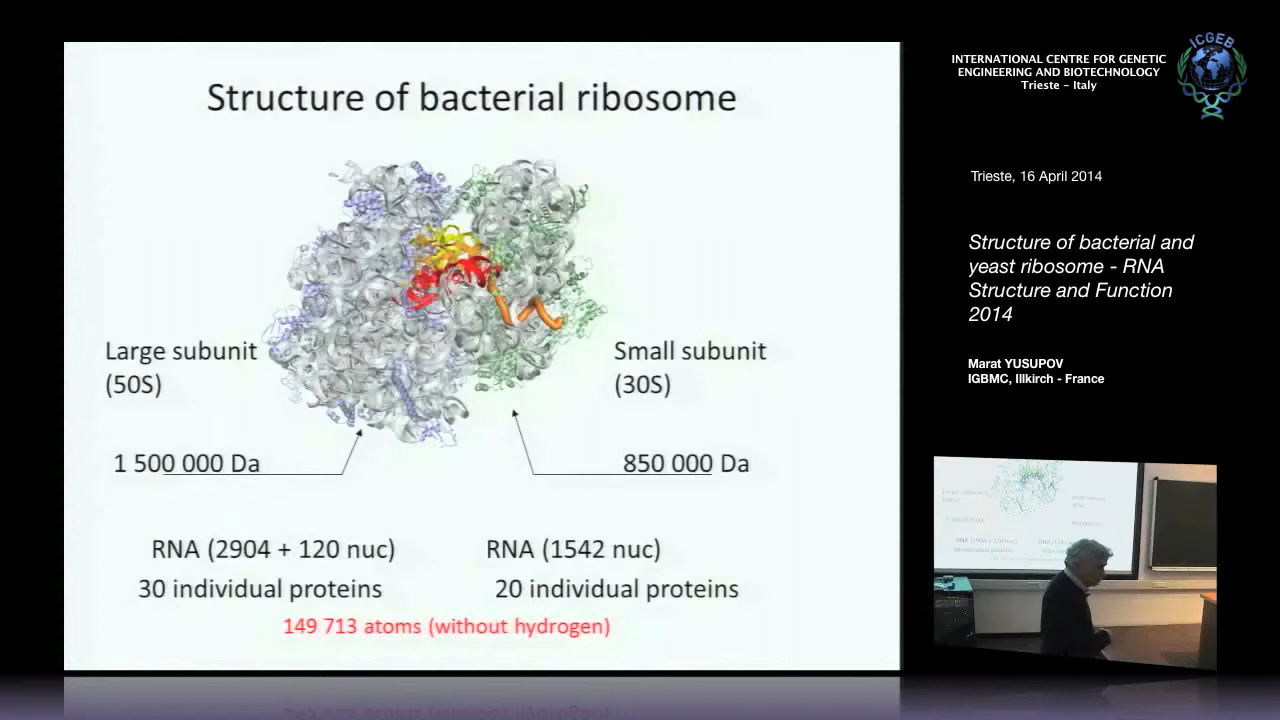 Structure of bacterial ribosome
Large subunit
(50S)
Small subunit
(30S)
1 500 000 Da
850 000 Da
RNA (2904 + 120 nuc)
RNA (1542 nuc)
30 individual proteins
20 individual proteins
149 713 atoms (without hydrogen)
INTERNATIONAL CENTRE FOR GENETIC
ENGINEERING AND BIOTECHNOLOGY
Trieste - Italy
ICGEB
Trieste, 16 April 2014
Structure of bacterial and
yeast ribosome - RNA
Structure and Function
2014
Marat YUSUPOV
IGBMC, Illkirch - France